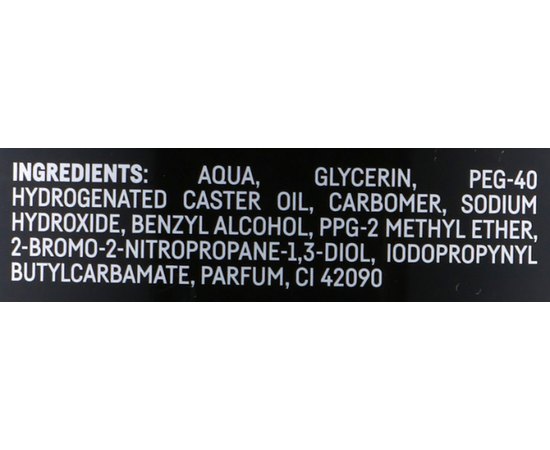 INGREDIENTS: AQUA, GLYCERIN, PEG-40
HYDROGENATED CASTER OIL, CARBOMER, SODIUM
HYDROXIDE, BENZYL ALCOHOL, PPG-2 METHYL ETHER,
2-BROMO-2-NITROPROPANE-1,3-DIOL, IODOPROPYNYL
BUTYLCARBAMATE, PARFUM, CI 42090